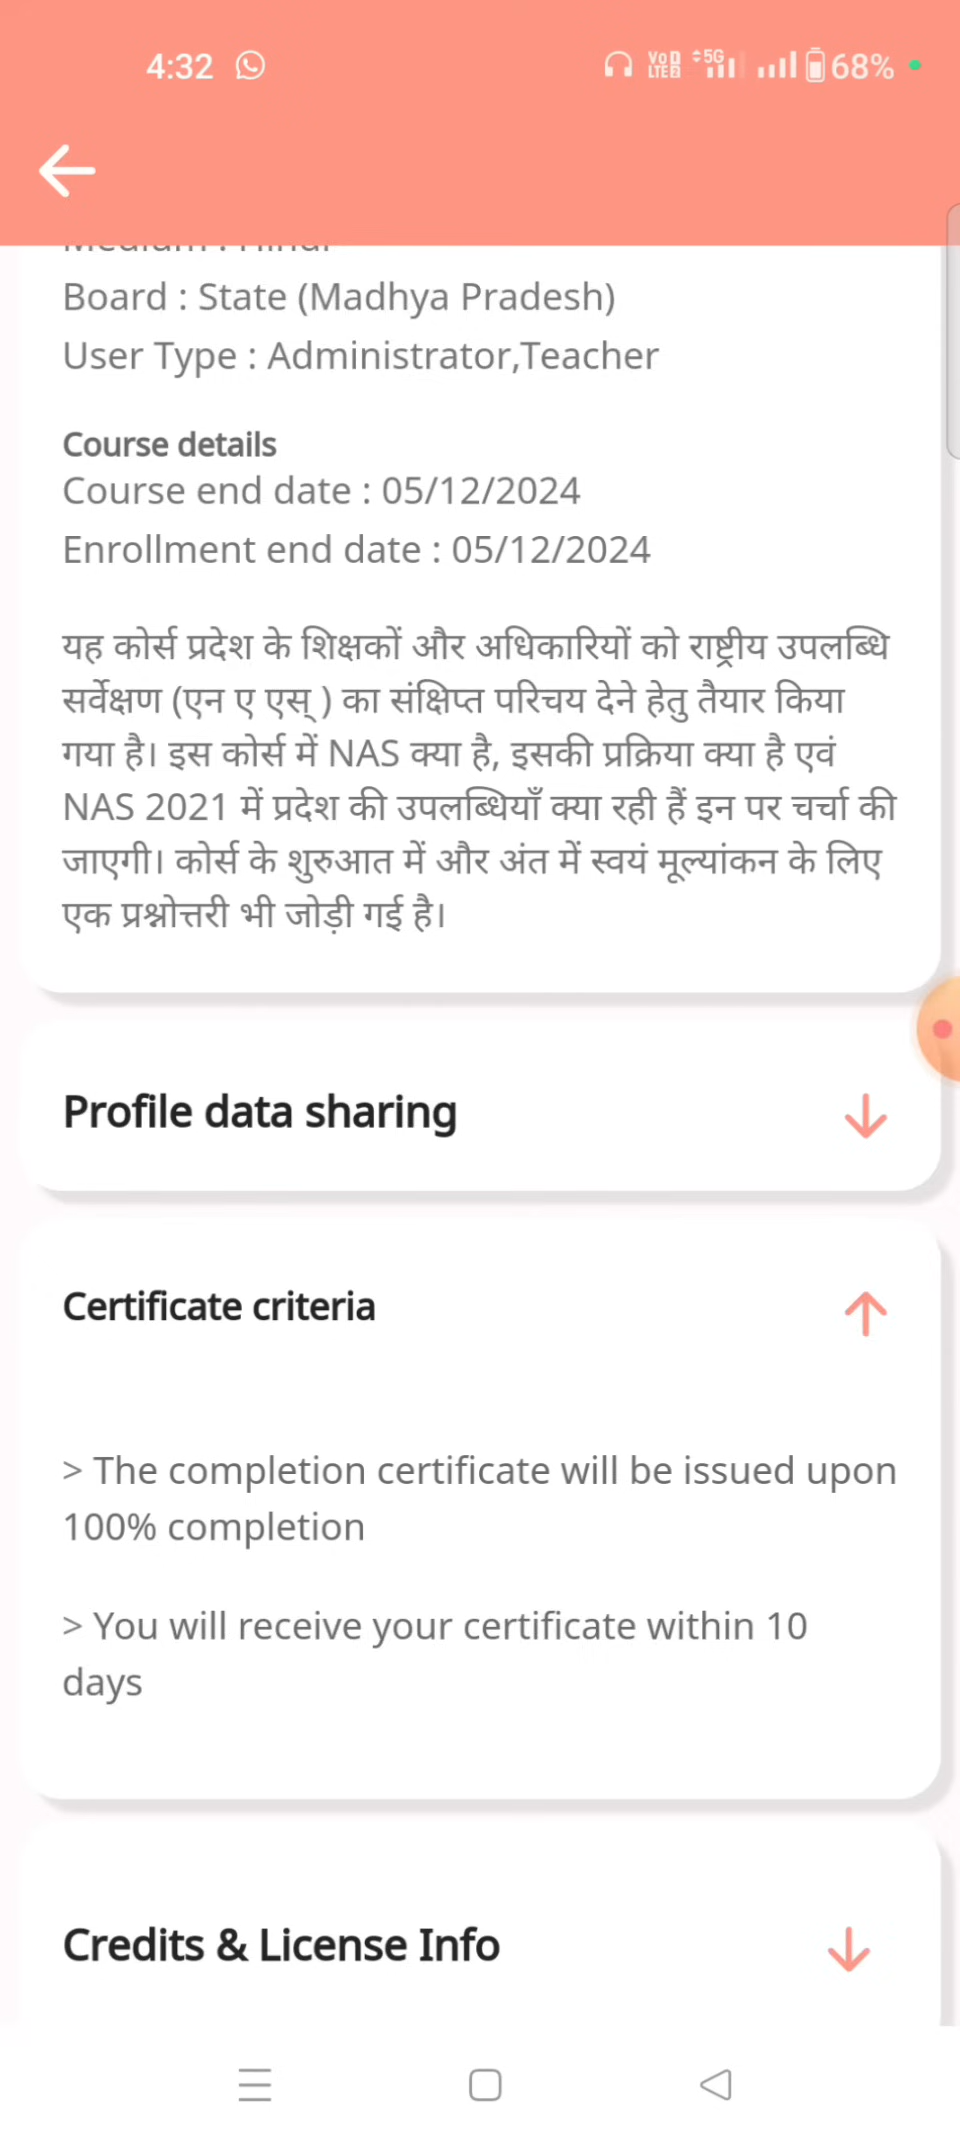 4:32
VoD LTE2 5G 68%
Board : State (Madhya Pradesh)
User Type : Administrator,Teacher
Course details
Course end date : 05/12/2024
Enrollment end date : 05/12/2024
यह कोर्स प्रदेश के शिक्षकों और अधिकारियों को राष्ट्रीय उपलब्धि
सर्वेक्षण (एन ए एस् ) का संक्षिप्त परिचय देने हेतु तैयार किया
गया है। इस कोर्स में NAS क्या है, इसकी प्रक्रिया क्या है एवं
NAS 2021 में प्रदेश की उपलब्धियाँ क्या रही हैं इन पर चर्चा की
जाएगी। कोर्स के शुरुआत में और अंत में स्वयं मूल्यांकन के लिए
एक प्रश्नोत्तरी भी जोड़ी गई है।
Profile data sharing
Certificate criteria
> The completion certificate will be issued upon
100% completion
> You will receive your certificate within 10
days
Credits & License Info